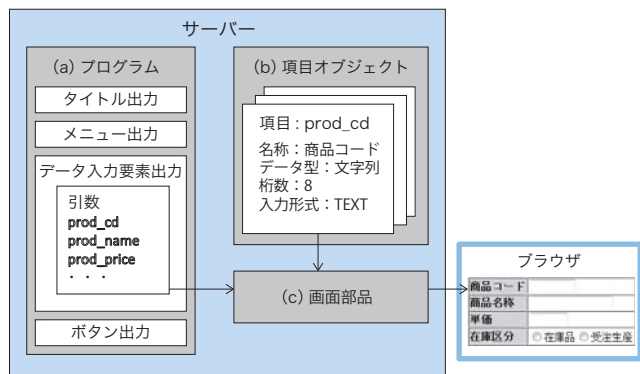 サーバー
(a) プログラム
タイトル出力
メニュー出力
データ入力要素出力
引数
prod_cd
prod_name
prod_price
・・・
ボタン出力
(b) 項目オブジェクト
項目：prod_cd
名称：商品コード
データ型：文字列
桁数：8
入力形式：TEXT
(c) 画面部品
ブラウザ
商品コード
商品名称
単価
在庫区分 在庫品 受注生産